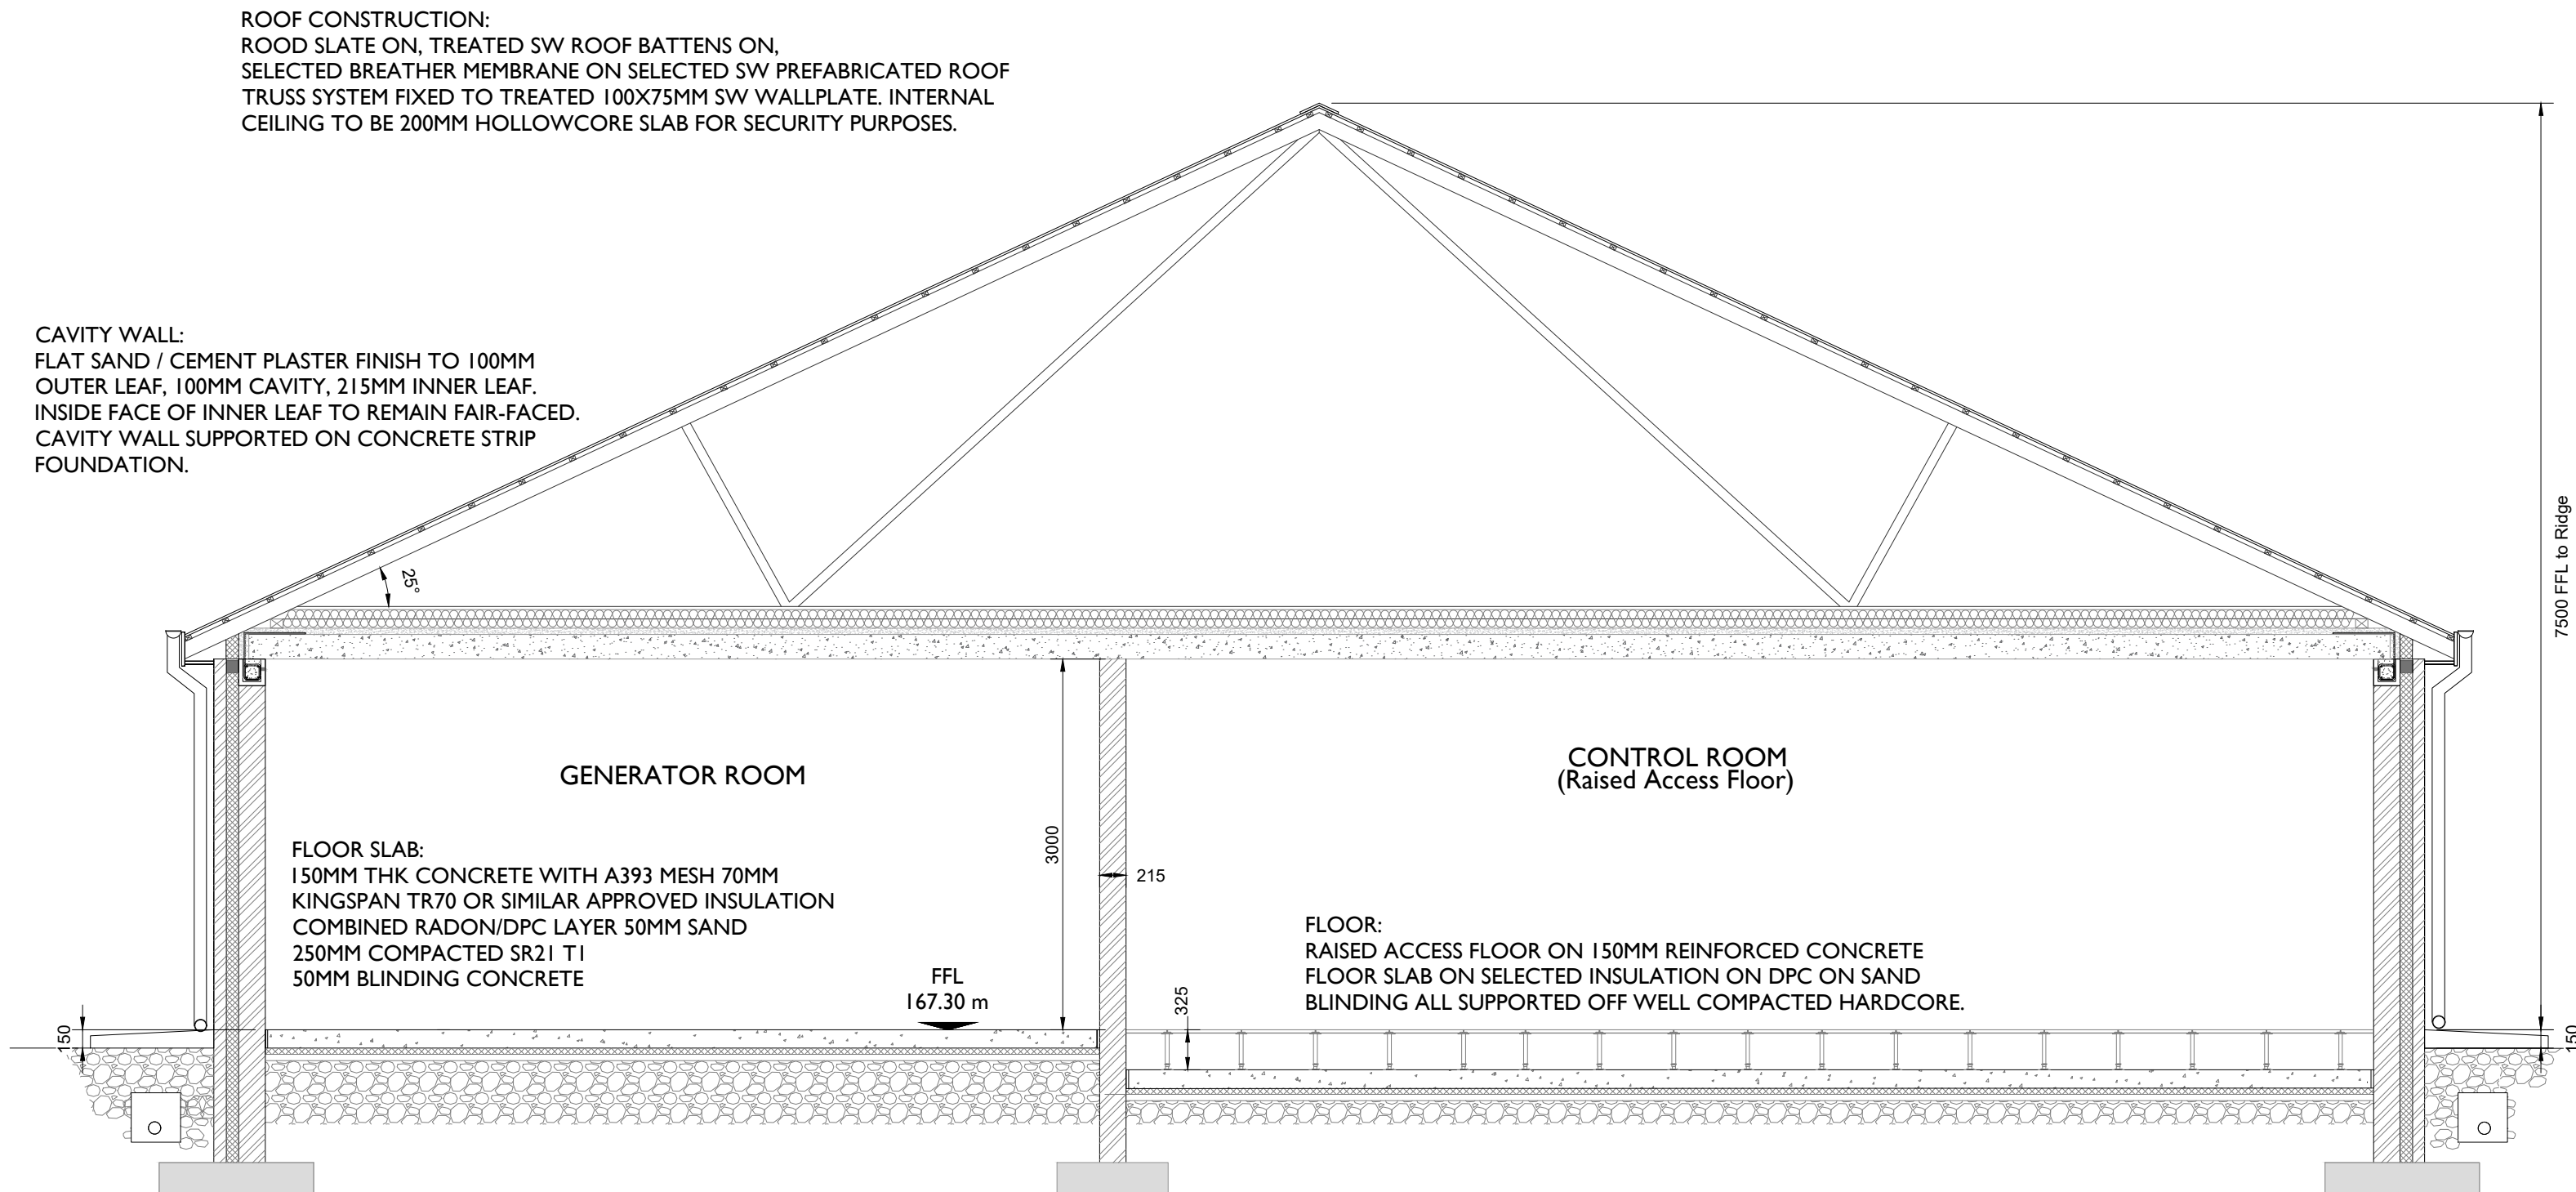 ROOF CONSTRUCTION:
ROOD SLATE ON, TREATED SW ROOF BATTENS ON,
SELECTED BREATHER MEMBRANE ON SELECTED SW PREFABRICATED ROOF
TRUSS SYSTEM FIXED TO TREATED 100X75MM SW WALLPLATE. INTERNAL
CEILING TO BE 200MM HOLLOWCORE SLAB FOR SECURITY PURPOSES.
CAVITY WALL:
FLAT SAND / CEMENT PLASTER FINISH TO 100MM
OUTER LEAF, 100MM CAVITY, 215MM INNER LEAF.
INSIDE FACE OF INNER LEAF TO REMAIN FAIR-FACED.
CAVITY WALL SUPPORTED ON CONCRETE STRIP
FOUNDATION.
25°
7500 FFL to Ridge
GENERATOR ROOM
CONTROL ROOM
(Raised Access Floor)
3000
215
FLOOR SLAB:
150MM THK CONCRETE WITH A393 MESH 70MM
KINGSPAN TR70 OR SIMILAR APPROVED INSULATION
COMBINED RADON/DPC LAYER 50MM SAND
250MM COMPACTED SR21 T1
50MM BLINDING CONCRETE
FFL
167.30 m
FLOOR:
RAISED ACCESS FLOOR ON 150MM REINFORCED CONCRETE
FLOOR SLAB ON SELECTED INSULATION ON DPC ON SAND
BLINDING ALL SUPPORTED OFF WELL COMPACTED HARDCORE.
325
150
150